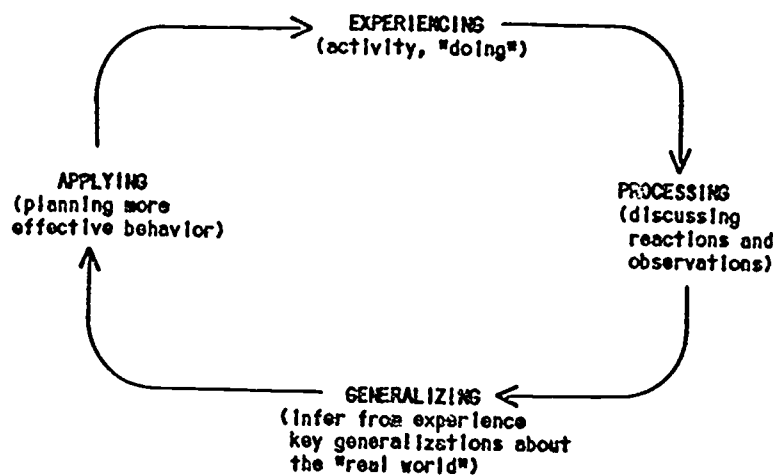 EXPERIENCING
(activity, "doing")
APPLYING
(planning more
effective behavior)
PROCESSING
(discussing
reactions and
observations)
GENERALIZING
(infer from experience
key generalizations about
the "real world")